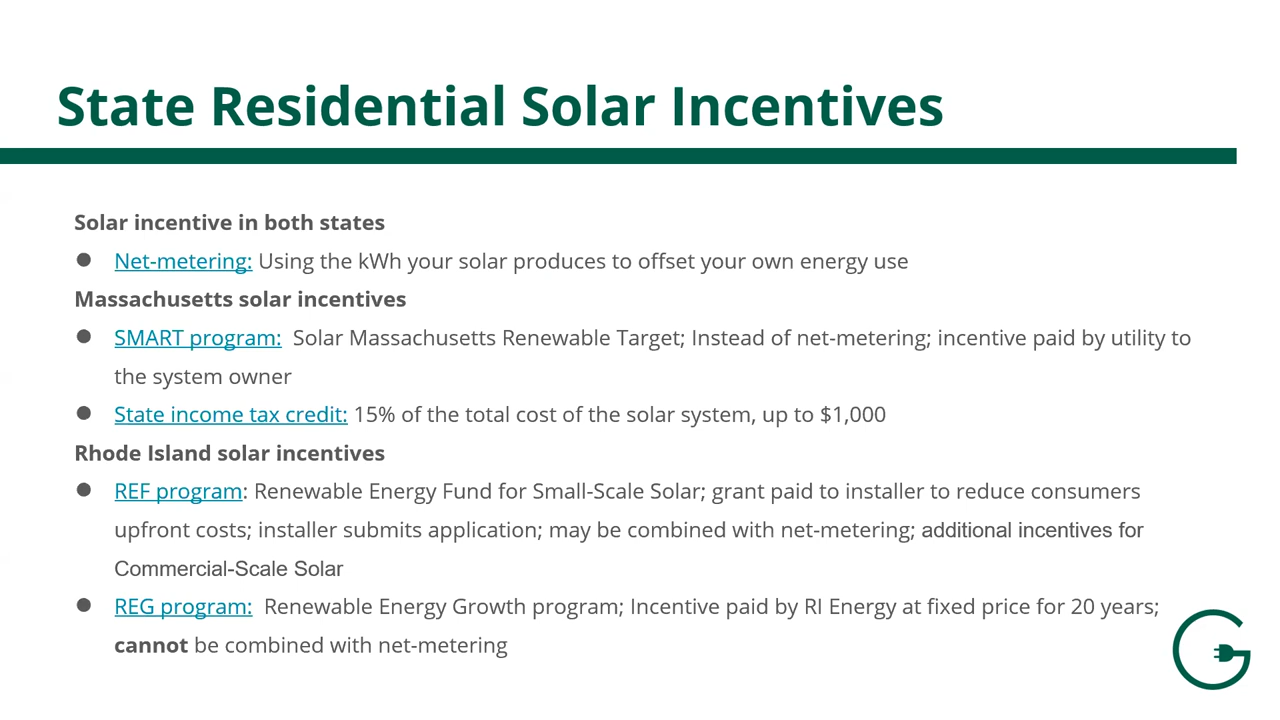 State Residential Solar Incentives
Solar incentive in both states
● Net-metering: Using the kWh your solar produces to offset your own energy use
Massachusetts solar incentives
● SMART program:  Solar Massachusetts Renewable Target; Instead of net-metering; incentive paid by utility to
the system owner
● State income tax credit: 15% of the total cost of the solar system, up to $1,000
Rhode Island solar incentives
● REF program: Renewable Energy Fund for Small-Scale Solar; grant paid to installer to reduce consumers
upfront costs; installer submits application; may be combined with net-metering; additional incentives for
Commercial-Scale Solar
● REG program:  Renewable Energy Growth program; Incentive paid by RI Energy at fixed price for 20 years;
cannot be combined with net-metering